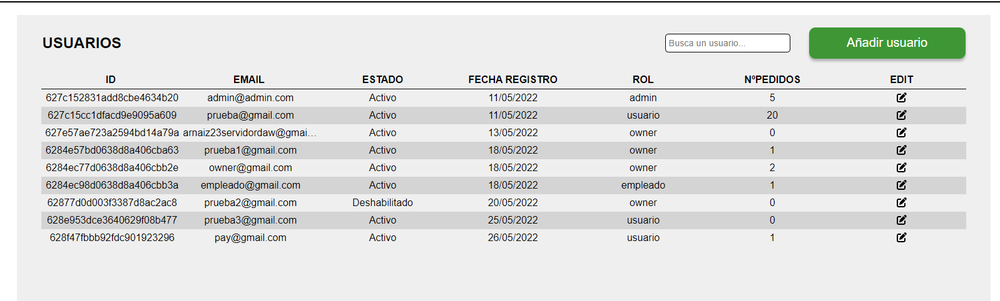 USUARIOS
Busca un usuario...
Añadir usuario
ID EMAIL ESTADO FECHA REGISTRO ROL NºPEDIDOS EDIT
627c152831add8cbe4634b20 admin@admin.com Activo 11/05/2022 admin 5
627c15cc1dfacd9e9095a609 prueba@gmail.com Activo 11/05/2022 usuario 20
627e57ae723a2594bd14a79a arnaiz23servidordaw@gmai... Activo 13/05/2022 owner 0
6284e57bd0638d8a406cba63 prueba1@gmail.com Activo 18/05/2022 owner 1
6284ec77d0638d8a406cbb2e owner@gmail.com Activo 18/05/2022 owner 2
6284ec98d0638d8a406cbb3a empleado@gmail.com Activo 18/05/2022 empleado 1
62877d0d003f3387d8ac2ac8 prueba2@gmail.com Deshabilitado 20/05/2022 owner 0
628e953dce3640629f08b477 prueba3@gmail.com Activo 25/05/2022 usuario 0
628f47fbbb92fdc901923296 pay@gmail.com Activo 26/05/2022 usuario 1